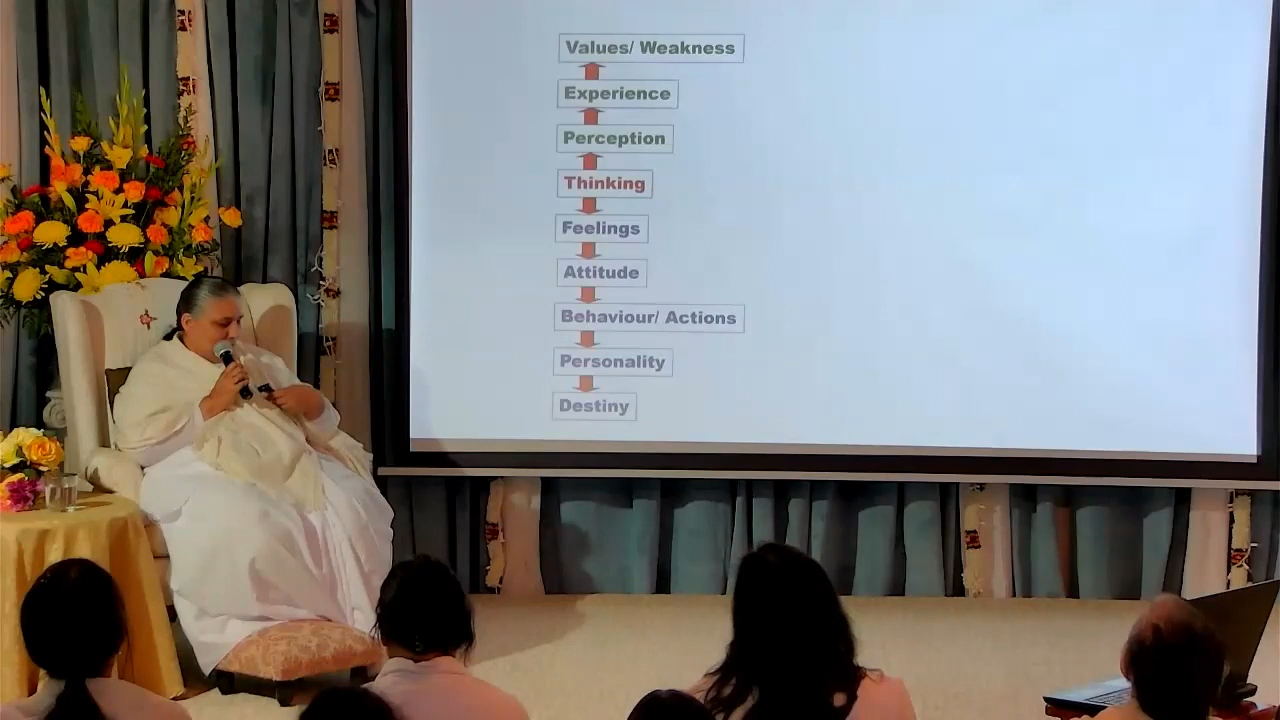 Values/ Weakness
Experience
Perception
Thinking
Feelings
Attitude
Behaviour/ Actions
Personality
Destiny